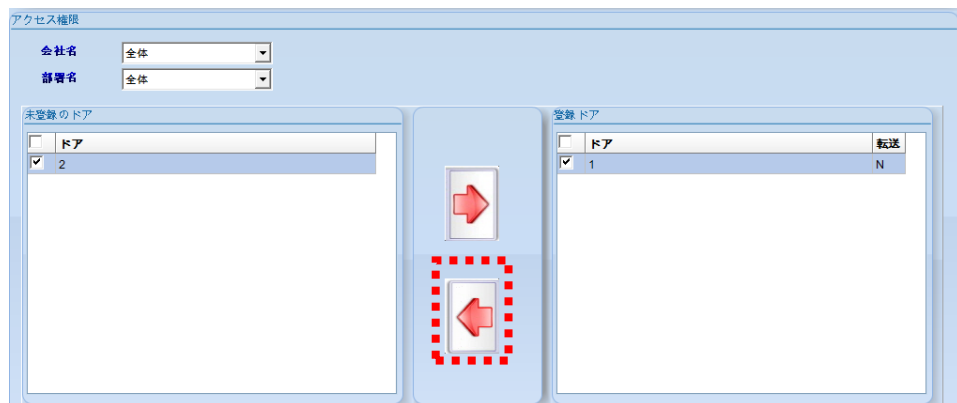 アクセス権限
会社名 全体
部署名 全体
未登録のドア
ドア
2
登録ドア
ドア 転送
1 N